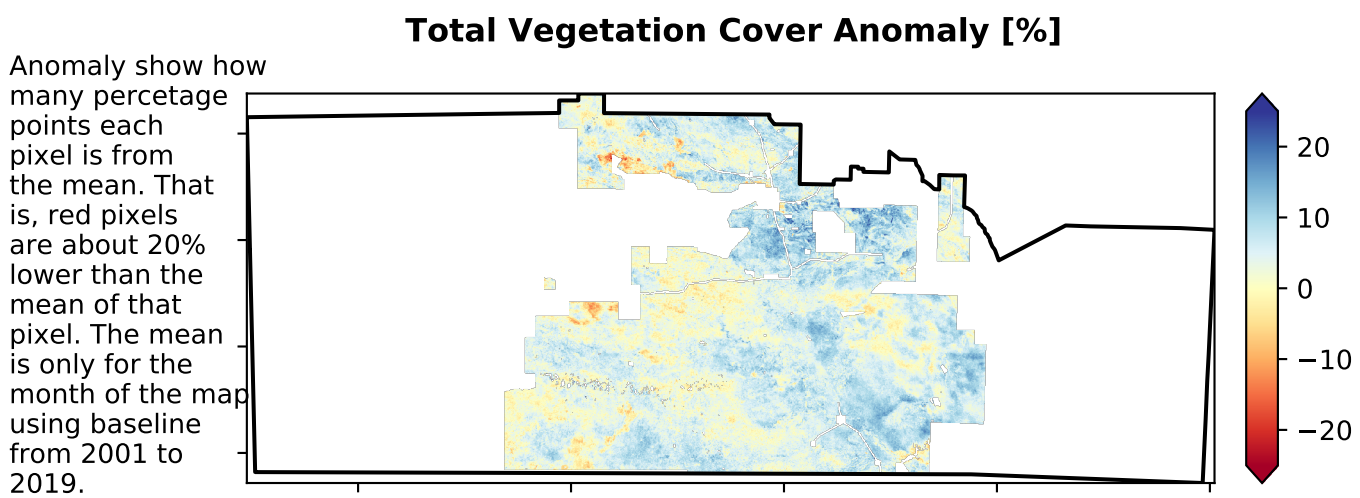 Total Vegetation Cover Anomaly [%]
Anomaly show how
many percetage
points each
pixel is from
the mean. That
is, red pixels
are about 20%
lower than the
mean of that
pixel. The mean
is only for the
month of the map
using baseline
from 2001 to
2019.
20
10
0
−10
−20